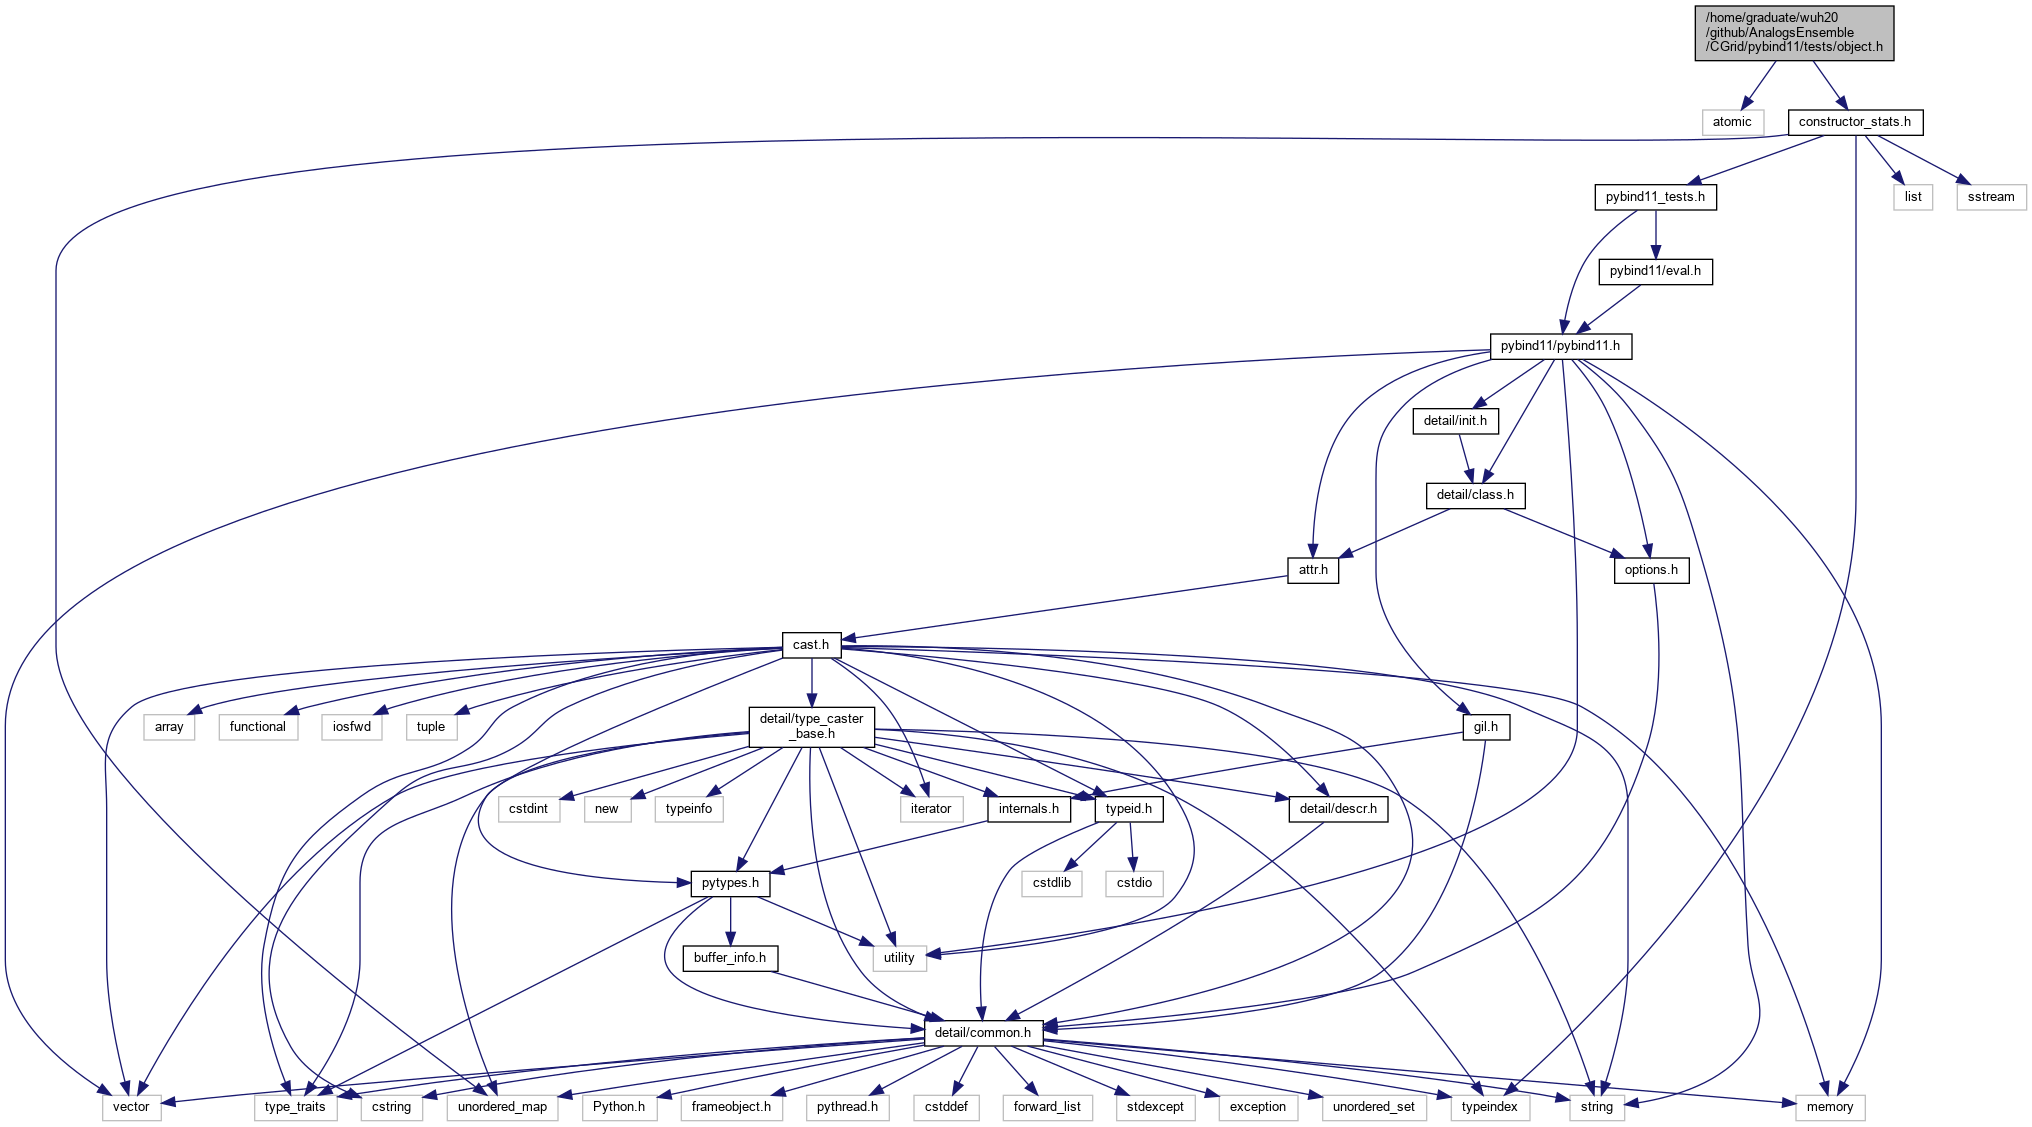 /home/graduate/wuh20
/github/AnalogsEnsemble
/CGrid/pybind11/tests/object.h
atomic
constructor_stats.h
pybind11_tests.h
list
sstream
pybind11/eval.h
pybind11/pybind11.h
detail/init.h
detail/class.h
attr.h
options.h
cast.h
array
functional
iosfwd
tuple
detail/type_caster
_base.h
gil.h
cstdint
new
typeinfo
iterator
internals.h
typeid.h
detail/descr.h
pytypes.h
cstdlib
cstdio
buffer_info.h
utility
detail/common.h
vector
type_traits
cstring
unordered_map
Python.h
frameobject.h
pythread.h
cstddef
forward_list
stdexcept
exception
unordered_set
typeindex
string
memory